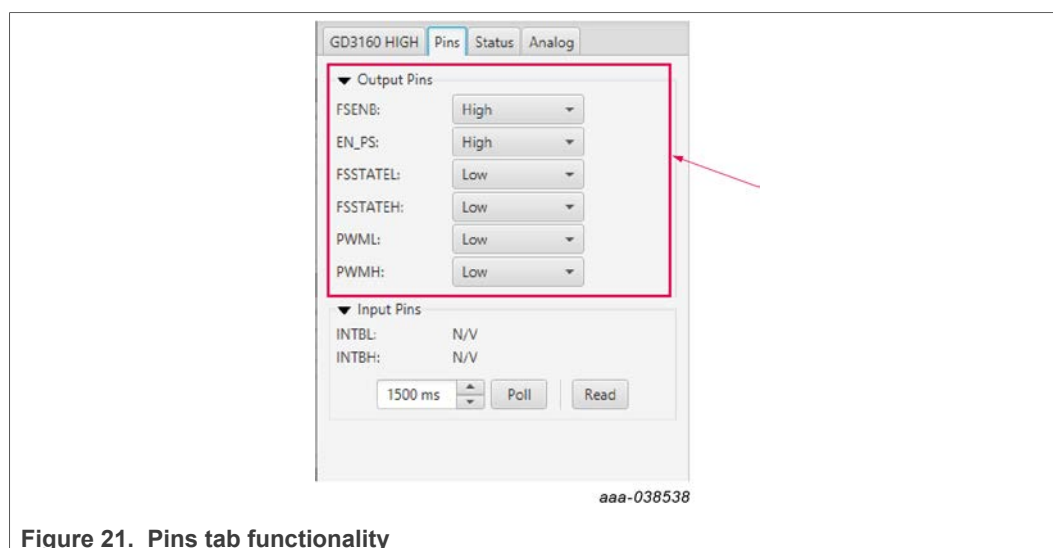 GD3160 HIGH Pins Status Analog
Output Pins
FSENB: High
EN_PS: High
FSSTATEL: Low
FSSTATEH: Low
PWML: Low
PWMH: Low
Input Pins
INTBL: N/V
INTBH: N/V
1500 ms Poll Read
aaa-038538
Figure 21. Pins tab functionality